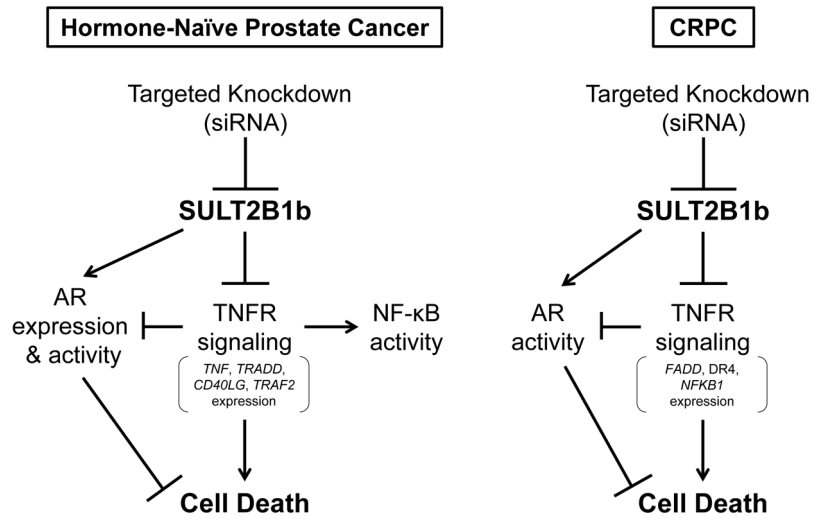 Hormone-Naïve Prostate Cancer
Targeted Knockdown
(siRNA)
SULT2B1b
AR
expression
& activity
TNFR
signaling
TNF, TRADD,
CD40LG, TRAF2
expression
NF-κB
activity
Cell Death
CRPC
Targeted Knockdown
(siRNA)
SULT2B1b
AR
activity
TNFR
signaling
FADD, DR4,
NFKB1
expression
Cell Death